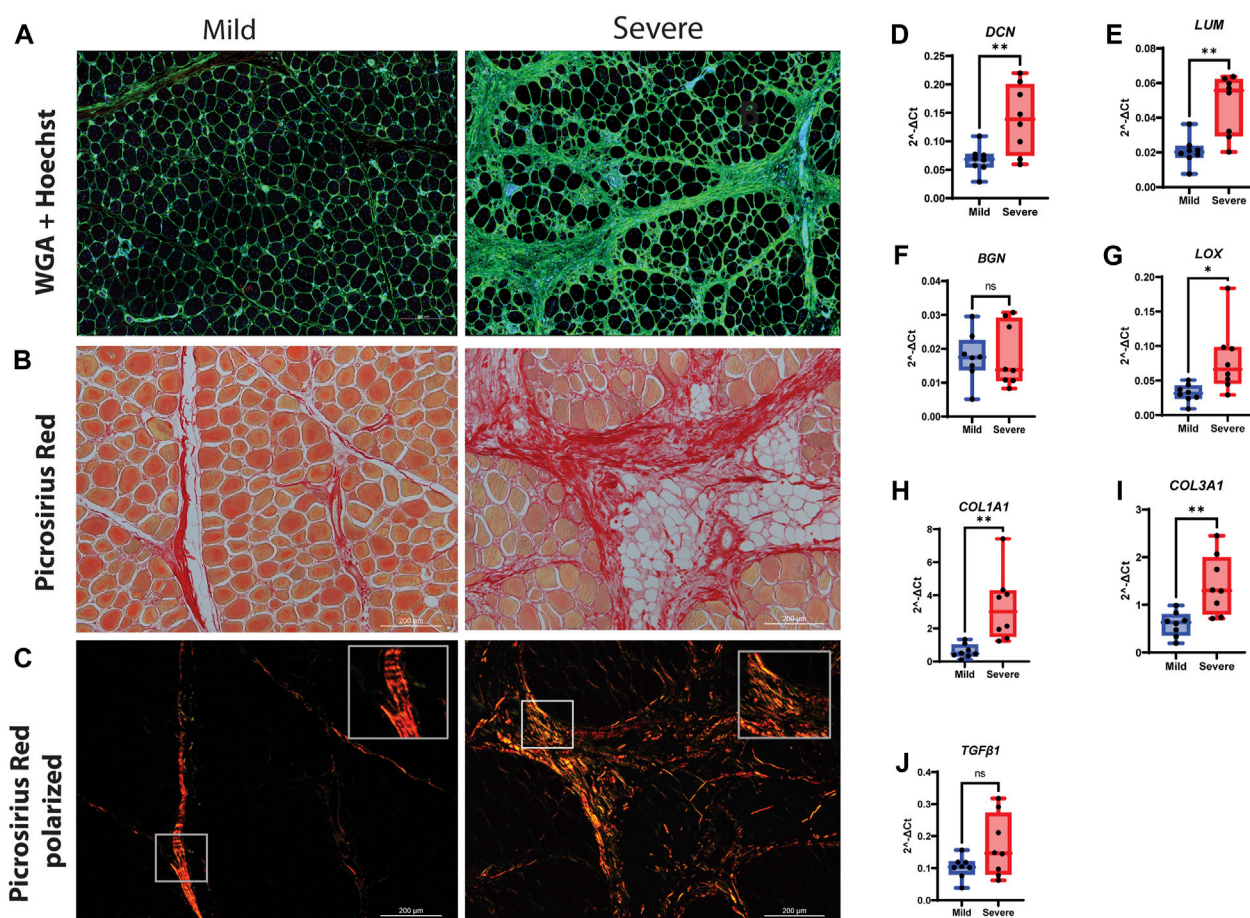 Mild
Severe
A
WGA + Hoechst
B
Picrosirius Red
200 µm
200 µm
C
Picrosirius Red
polarized
200 µm
200 µm
D
DCN
**
2^-ΔCt
0.25
0.20
0.15
0.10
0.05
0.00
Mild Severe
E
LUM
**
2^-ΔCt
0.08
0.06
0.04
0.02
0.00
Mild Severe
F
BGN
ns
2^-ΔCt
0.04
0.03
0.02
0.01
0.00
Mild Severe
G
LOX
*
2^-ΔCt
0.20
0.15
0.10
0.05
0.00
Mild Severe
H
COL1A1
**
2^-ΔCt
8
6
4
2
0
Mild Severe
I
COL3A1
**
2^-ΔCt
3
2
1
0
Mild Severe
J
TGFβ1
ns
2^-ΔCt
0.4
0.3
0.2
0.1
0.0
Mild Severe